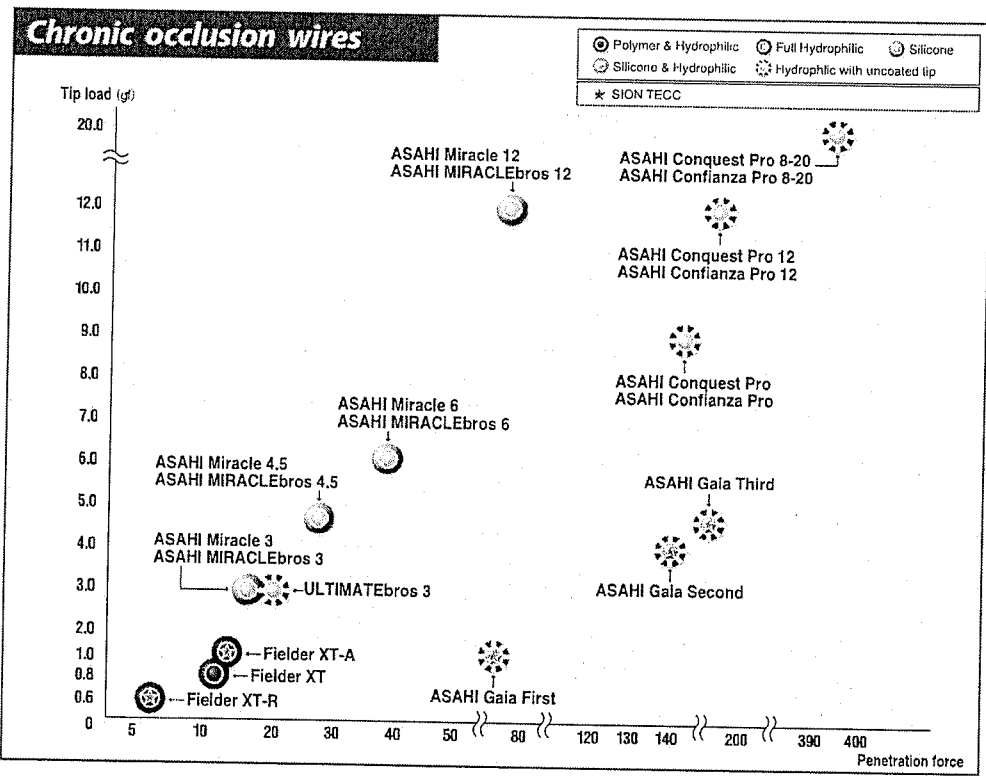 Chronic occlusion wires
Polymer & Hydrophilic
Full Hydrophilic
Silicone
Silicone & Hydrophilic
Hydrophilic with uncoated tip
★ SION TECC
Tip load (gf)
20.0
12.0
11.0
10.0
9.0
8.0
7.0
6.0
5.0
4.0
3.0
2.0
1.0
0.8
0.6
0
ASAHI Miracle 12
ASAHI MIRACLEbros 12
ASAHI Conquest Pro 8-20
ASAHI Confianza Pro 8-20
ASAHI Conquest Pro 12
ASAHI Confianza Pro 12
ASAHI Conquest Pro
ASAHI Confianza Pro
ASAHI Miracle 6
ASAHI MIRACLEbros 6
ASAHI Miracle 4.5
ASAHI MIRACLEbros 4.5
ASAHI Gaia Third
ASAHI Miracle 3
ASAHI MIRACLEbros 3
ULTIMATEbros 3
ASAHI Gaia Second
Fielder XT-A
Fielder XT
Fielder XT-R
ASAHI Gaia First
5
10
20
30
40
50
80
120
130
140
200
390
400
Penetration force